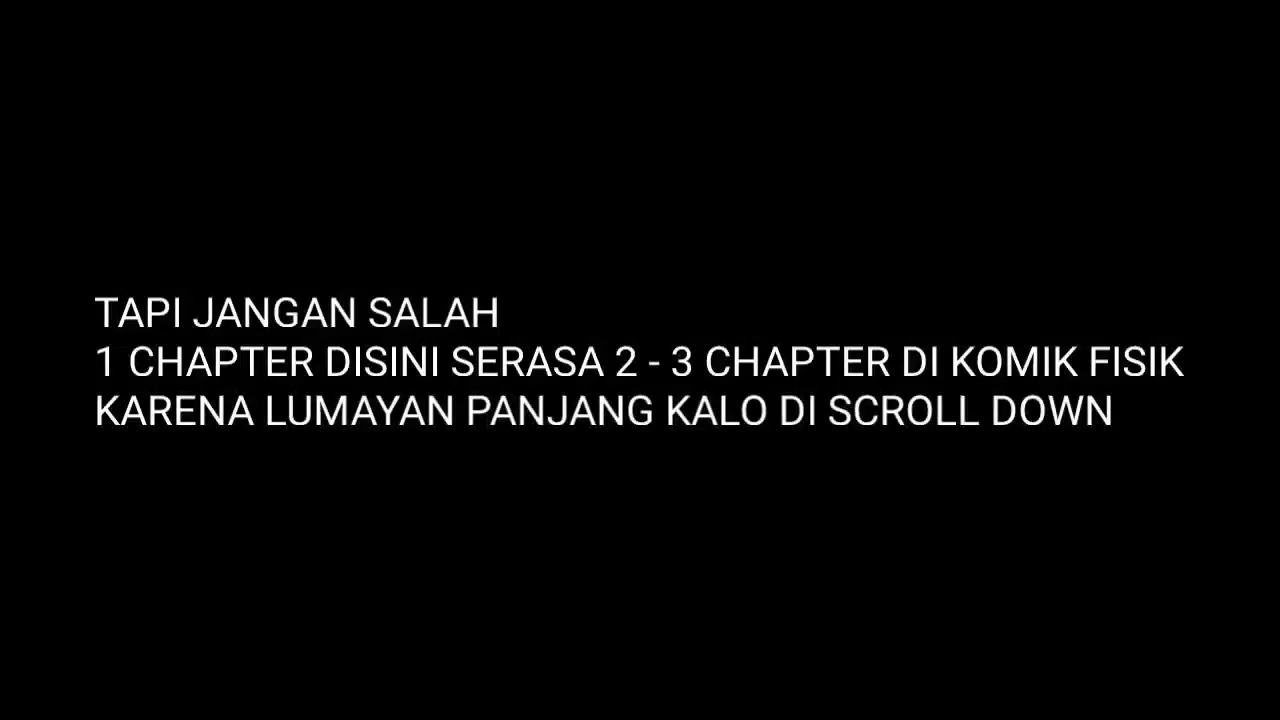 TAPI JANGAN SALAH
1 CHAPTER DISINI SERASA 2 - 3 CHAPTER DI KOMIK FISIK
KARENA LUMAYAN PANJANG KALO DI SCROLL DOWN